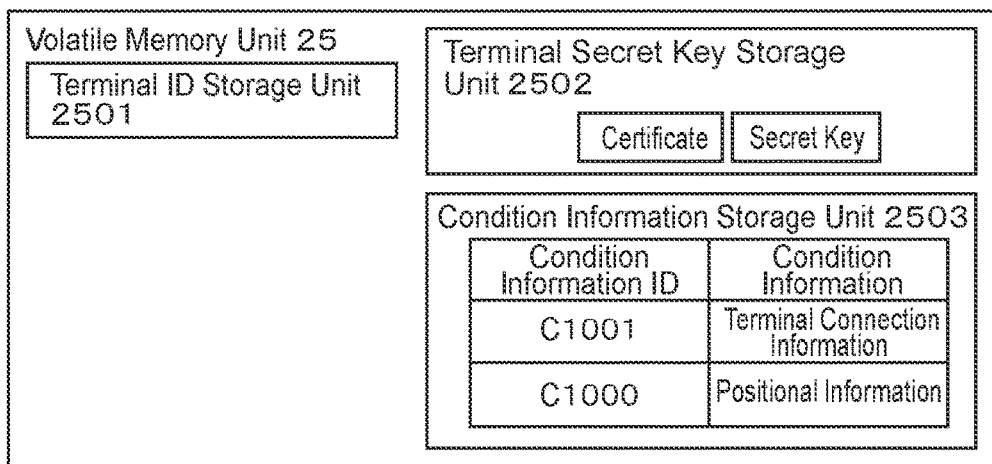 Volatile Memory Unit 25
Terminal ID Storage Unit
2501
Terminal Secret Key Storage
Unit 2502
Certificate
Secret Key
Condition Information Storage Unit 2503
Condition
Information ID
Condition
Information
C1001
Terminal Connection
Information
C1000
Positional Information